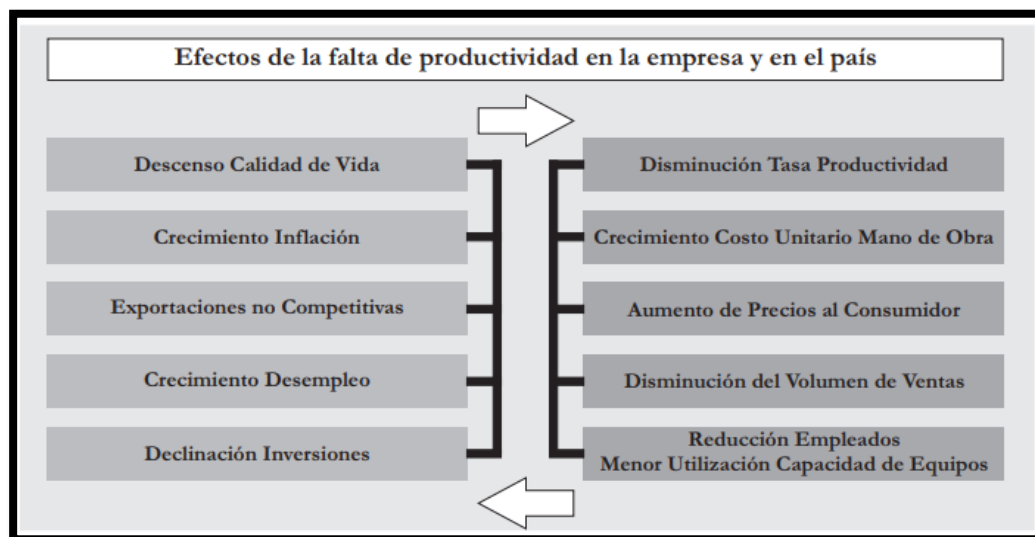 Efectos de la falta de productividad en la empresa y en el país
Descenso Calidad de Vida
Crecimiento Inflación
Exportaciones no Competitivas
Crecimiento Desempleo
Declinación Inversiones
Disminución Tasa Productividad
Crecimiento Costo Unitario Mano de Obra
Aumento de Precios al Consumidor
Disminución del Volumen de Ventas
Reducción Empleados
Menor Utilización Capacidad de Equipos